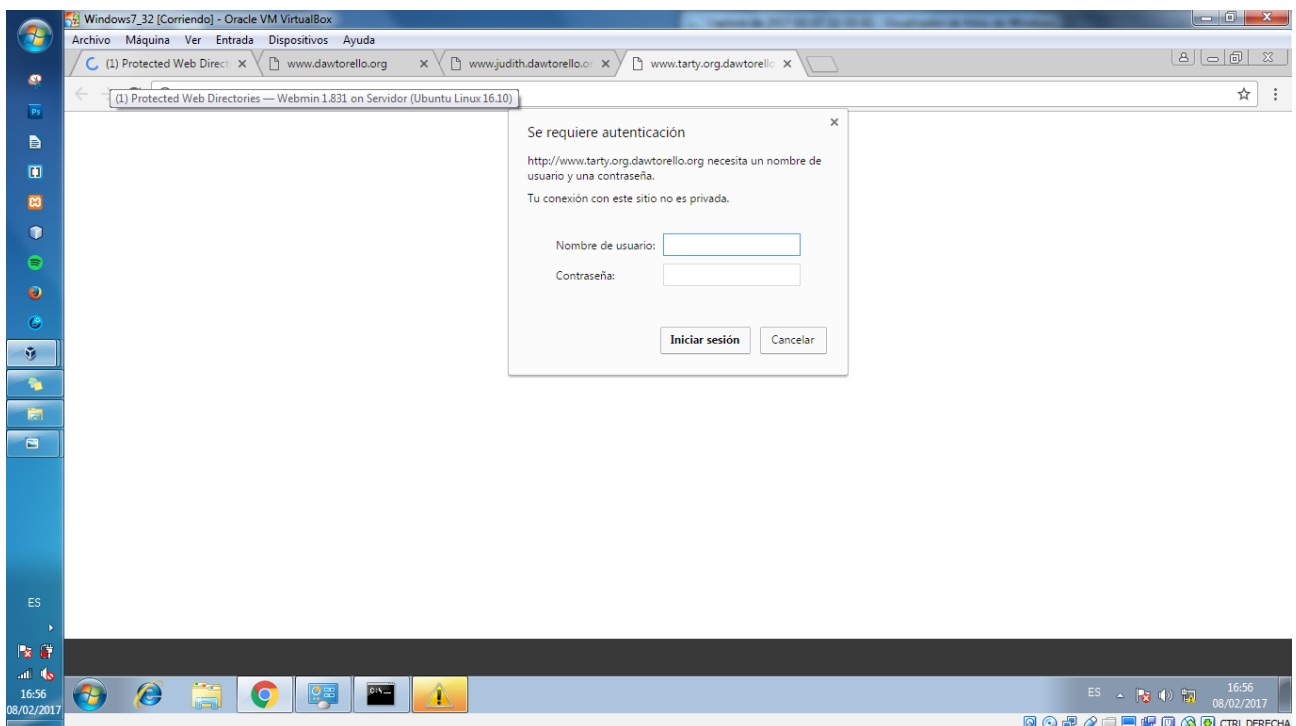 Windows7_32 [Corriendo] - Oracle VM VirtualBox
Archivo Máquina Ver Entrada Dispositivos Ayuda
(1) Protected Web Direct
www.dawtorello.org
www.judith.dawtorello.or
www.tarty.org.dawtorello
(1) Protected Web Directories — Webmin 1.831 on Servidor (Ubuntu Linux 16.10)
Se requiere autenticación
http://www.tarty.org.dawtorello.org necesita un nombre de
usuario y una contraseña.
Tu conexión con este sitio no es privada.
Nombre de usuario:
Contraseña:
Iniciar sesión Cancelar
Ps
ES
16:56
08/02/2017
C:\_
ES
16:56
08/02/2017
CTRL DERECHA